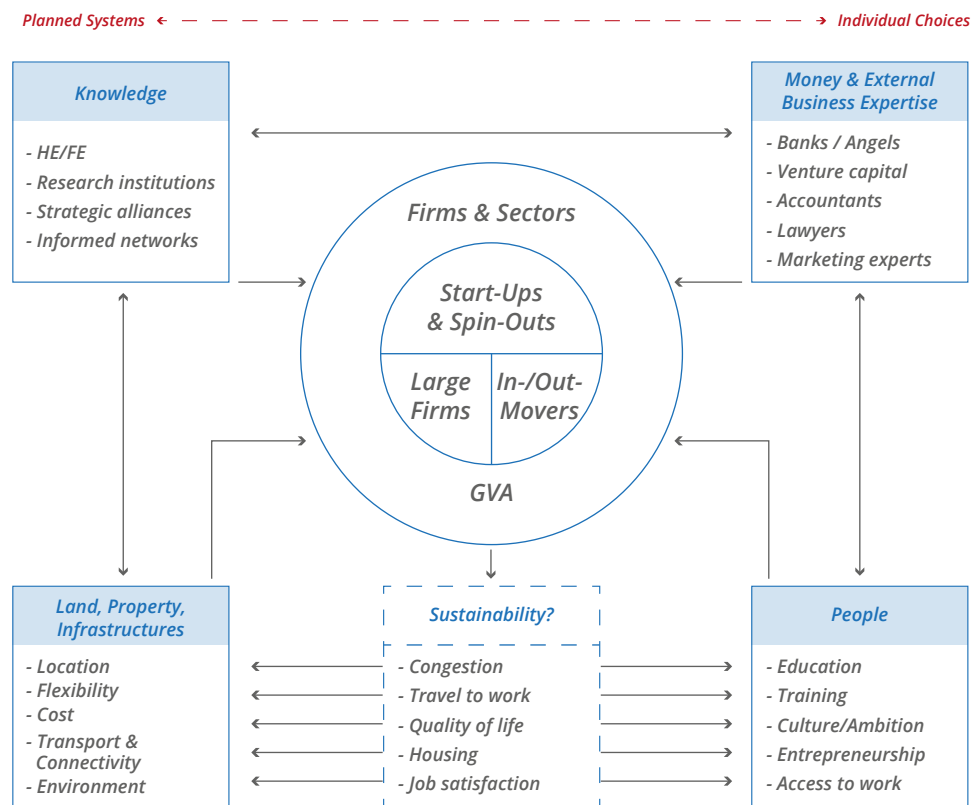 Planned Systems
Individual Choices
Knowledge
- HE/FE
- Research institutions
- Strategic alliances
- Informed networks
Money & External
Business Expertise
- Banks / Angels
- Venture capital
- Accountants
- Lawyers
- Marketing experts
Firms & Sectors
Start-Ups
& Spin-Outs
Large
Firms
In-/Out-
Movers
GVA
Land, Property,
Infrastructures
- Location
- Flexibility
- Cost
- Transport &
Connectivity
- Environment
Sustainability?
- Congestion
- Travel to work
- Quality of life
- Housing
- Job satisfaction
People
- Education
- Training
- Culture/Ambition
- Entrepreneurship
- Access to work